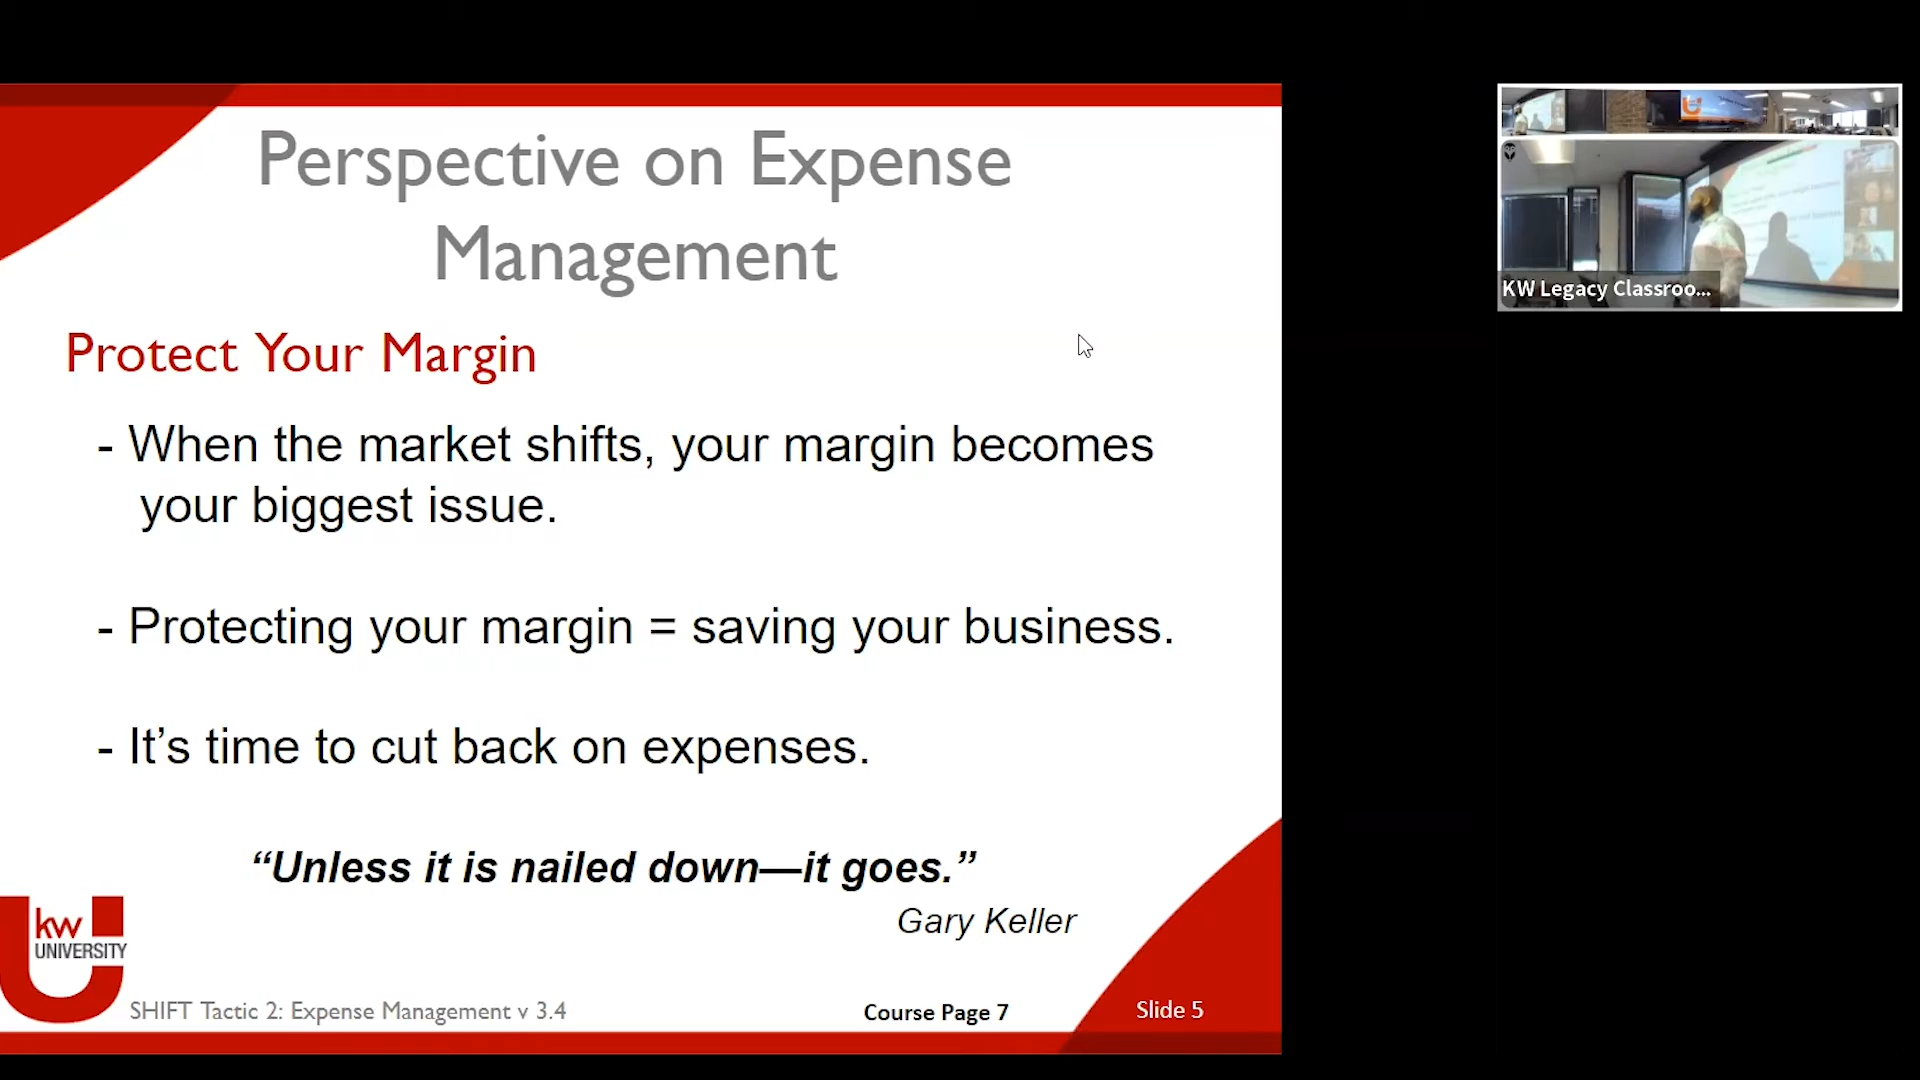 Perspective on Expense
Management
Protect Your Margin
- When the market shifts, your margin becomes
your biggest issue.
- Protecting your margin = saving your business.
- It’s time to cut back on expenses.
“Unless it is nailed down—it goes.”
Gary Keller
kw
UNIVERSITY
SHIFT Tactic 2: Expense Management v 3.4
Course Page 7
Slide 5
KW Legacy Classroo...